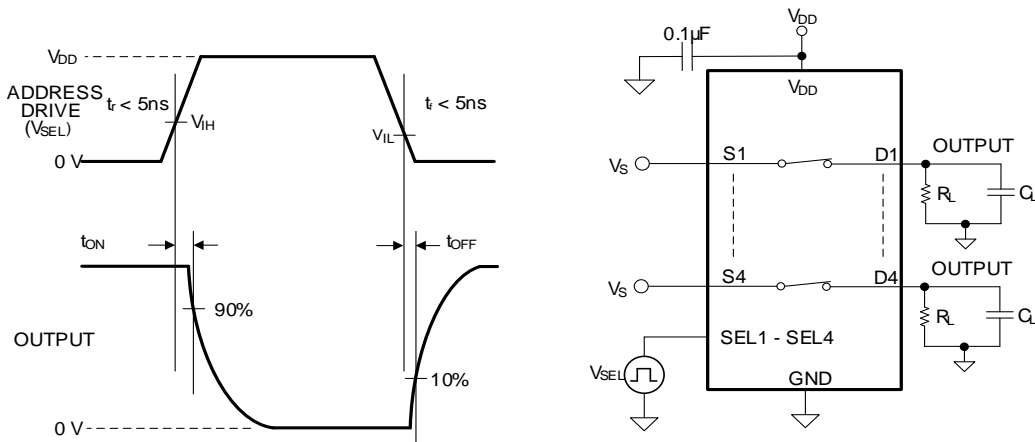 VDD
ADDRESS
DRIVE
(VSEL)
tr < 5ns
VIH
tf < 5ns
VIL
0 V
tON
tOFF
90%
OUTPUT
10%
0 V
VDD
0.1µF
VDD
VS
S1
D1
OUTPUT
RL
CL
VS
S4
D4
OUTPUT
RL
CL
SEL1 - SEL4
VSEL
GND